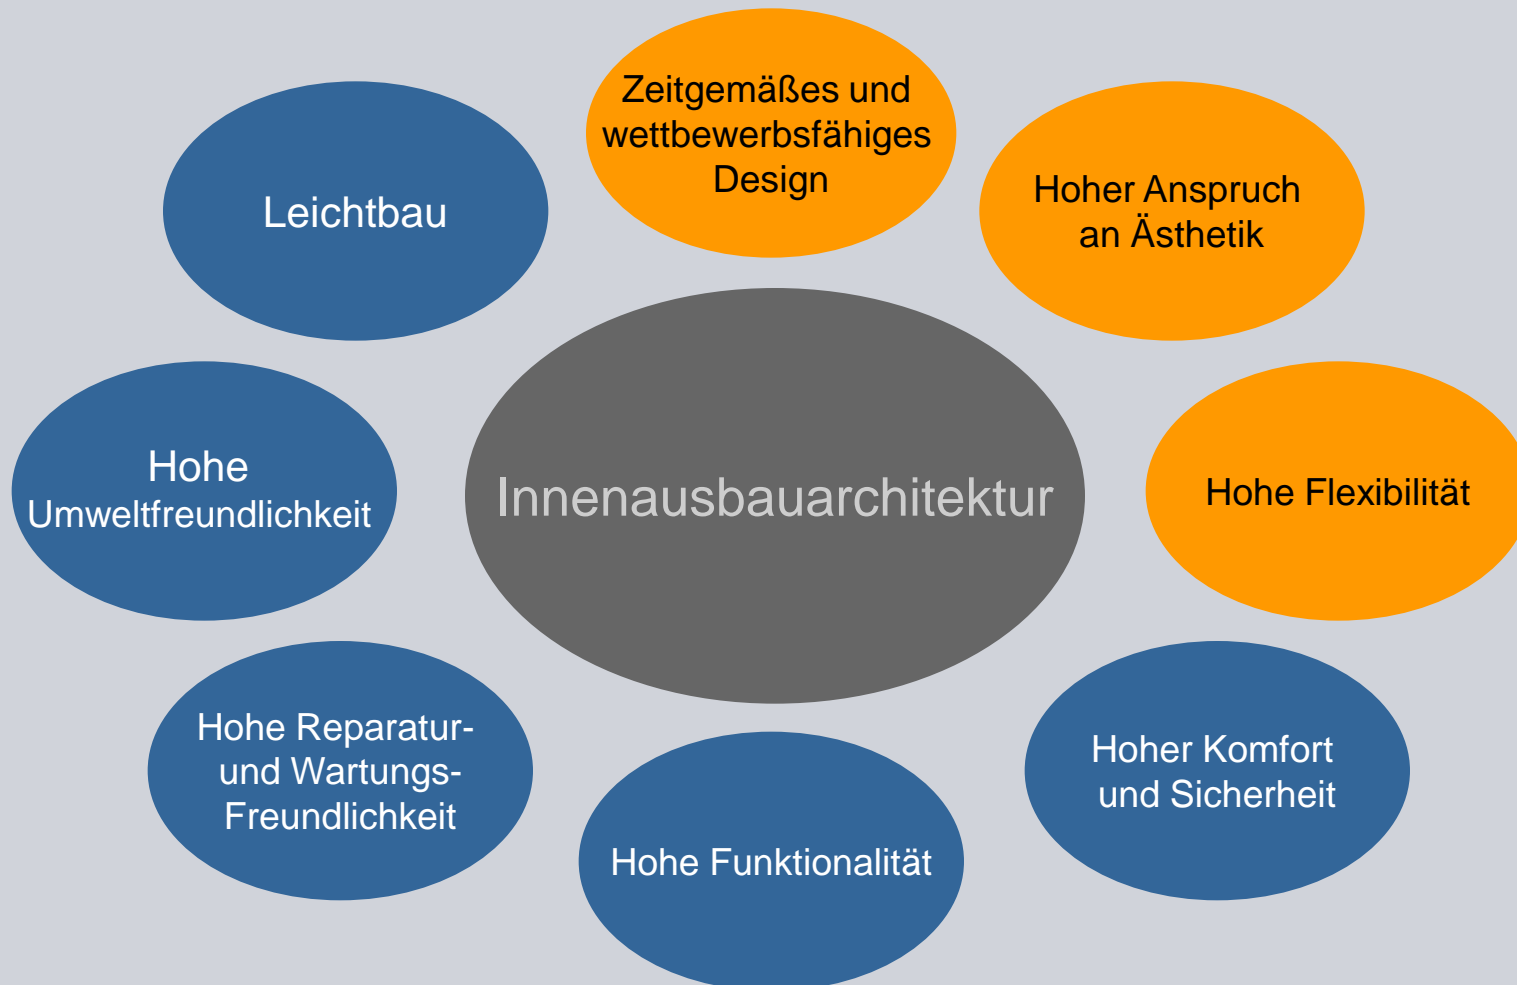 Zeitgemäßes und
wettbewerbsfähiges
Design
Leichtbau
Hoher Anspruch
an Ästhetik
Hohe
Umweltfreundlichkeit
Innenausbauarchitektur
Hohe Flexibilität
Hohe Reparatur-
und Wartungs-
Freundlichkeit
Hoher Komfort
und Sicherheit
Hohe Funktionalität